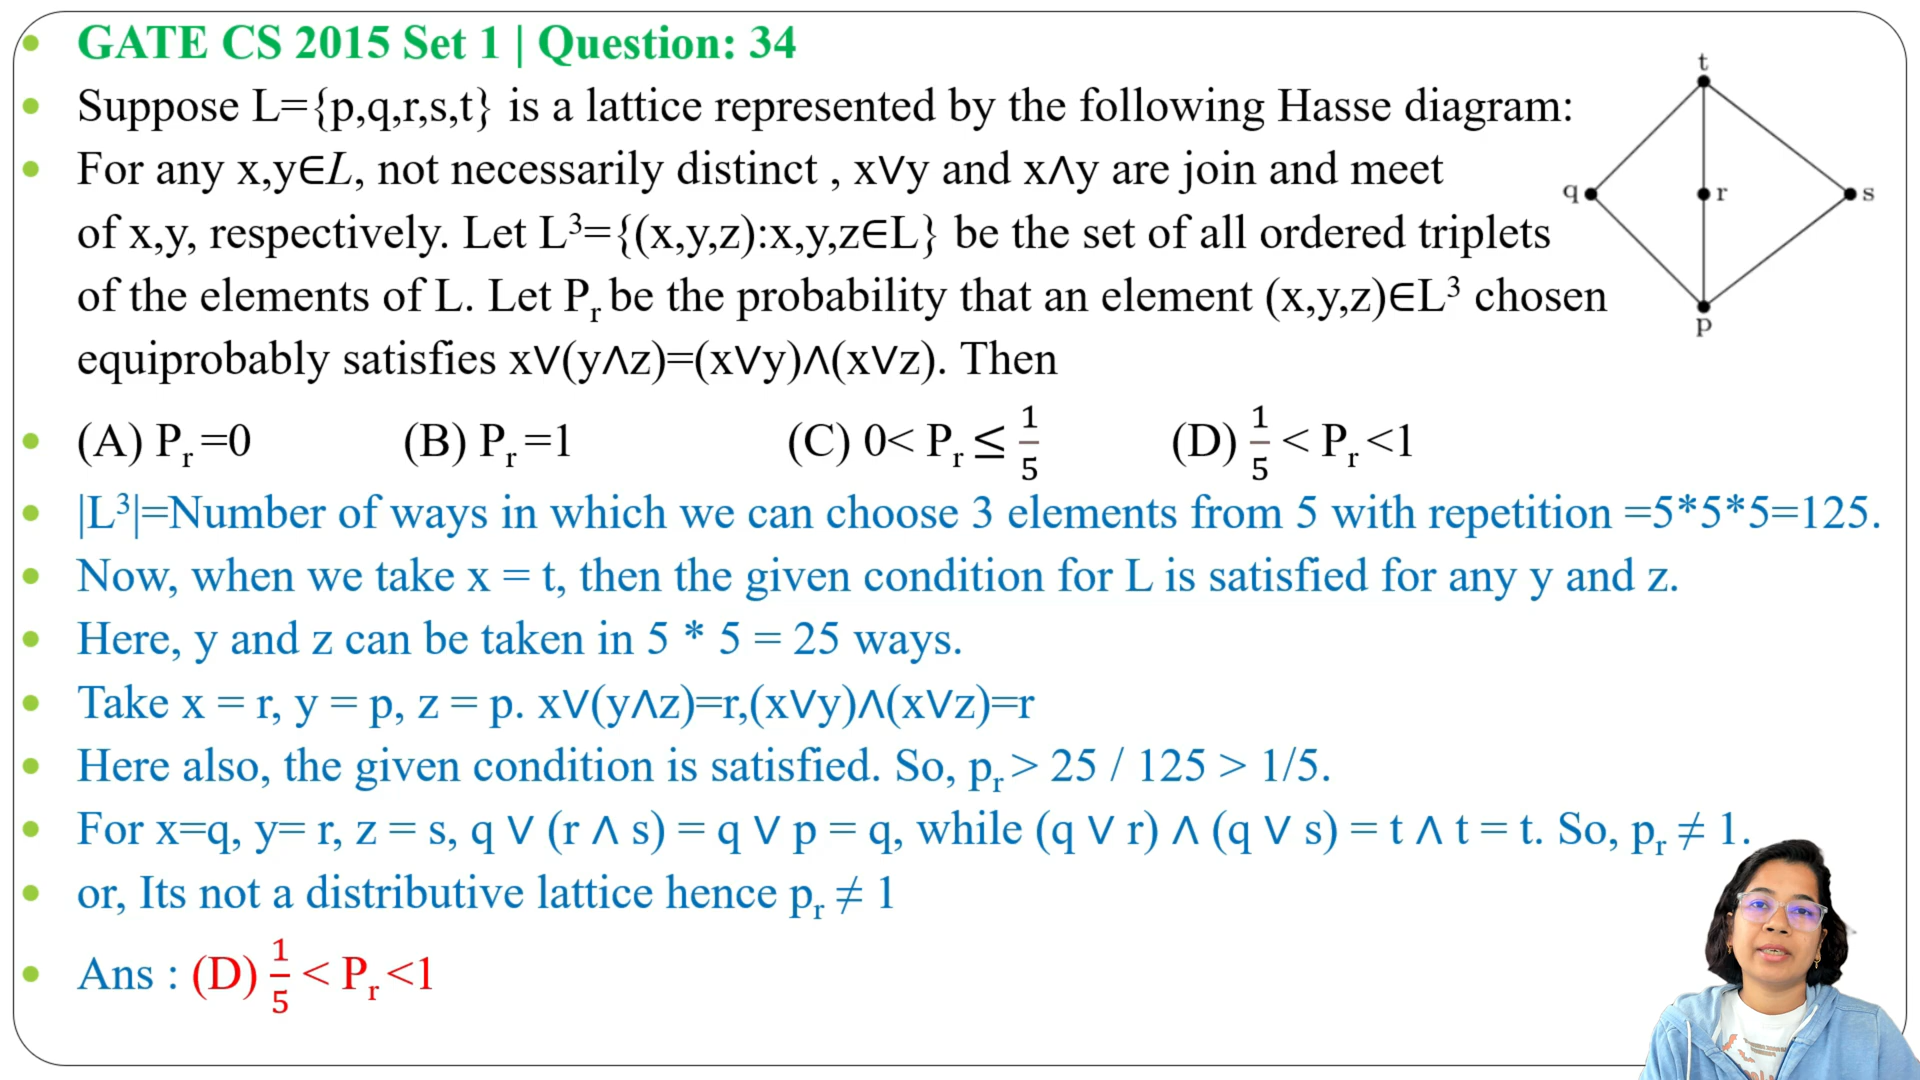 GATE CS 2015 Set 1 | Question: 34
Suppose L={p,q,r,s,t} is a lattice represented by the following Hasse diagram:
For any x,y∈L, not necessarily distinct , x∨y and x∧y are join and meet
of x,y, respectively. Let L³={(x,y,z):x,y,z∈L} be the set of all ordered triplets
of the elements of L. Let Pᵣ be the probability that an element (x,y,z)∈L³ chosen
equiprobably satisfies x∨(y∧z)=(x∨y)∧(x∨z). Then
(A) Pᵣ=0 (B) Pᵣ=1 (C) 0< Pᵣ ≤ 1/5 (D) 1/5 < Pᵣ <1
|L³|=Number of ways in which we can choose 3 elements from 5 with repetition =5*5*5=125.
Now, when we take x = t, then the given condition for L is satisfied for any y and z.
Here, y and z can be taken in 5 * 5 = 25 ways.
Take x = r, y = p, z = p. x∨(y∧z)=r,(x∨y)∧(x∨z)=r
Here also, the given condition is satisfied. So, pᵣ > 25 / 125 > 1/5.
For x=q, y= r, z = s, q ∨ (r ∧ s) = q ∨ p = q, while (q ∨ r) ∧ (q ∨ s) = t ∧ t = t. So, pᵣ ≠ 1.
or, Its not a distributive lattice hence pᵣ ≠ 1
Ans : (D) 1/5 < Pᵣ <1
t
q
r
s
p